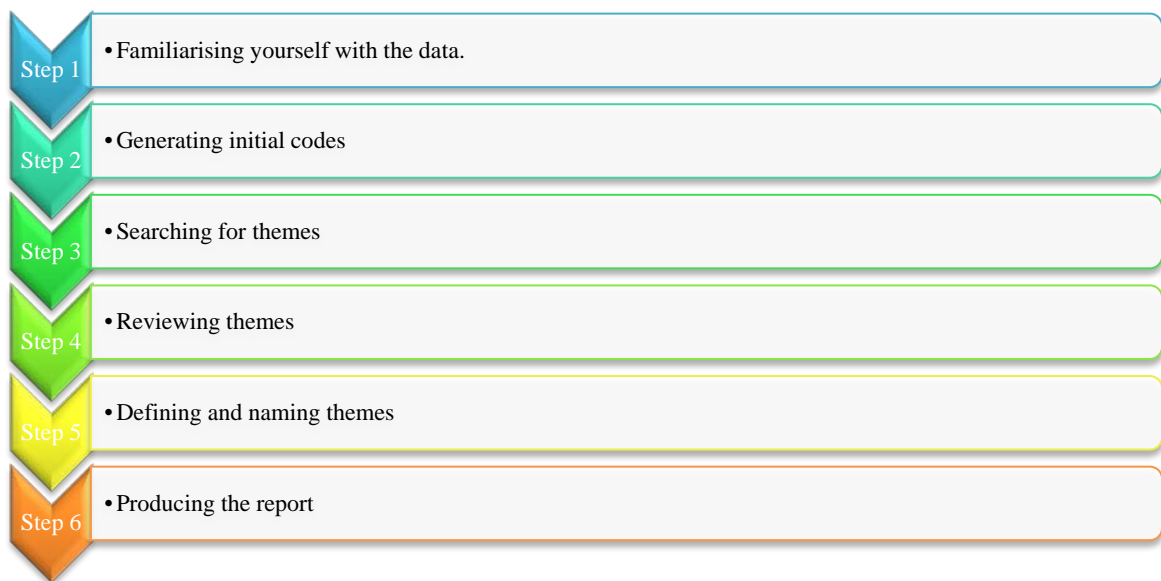 Step 1
• Familiarising yourself with the data.
Step 2
• Generating initial codes
Step 3
• Searching for themes
Step 4
• Reviewing themes
Step 5
• Defining and naming themes
Step 6
• Producing the report